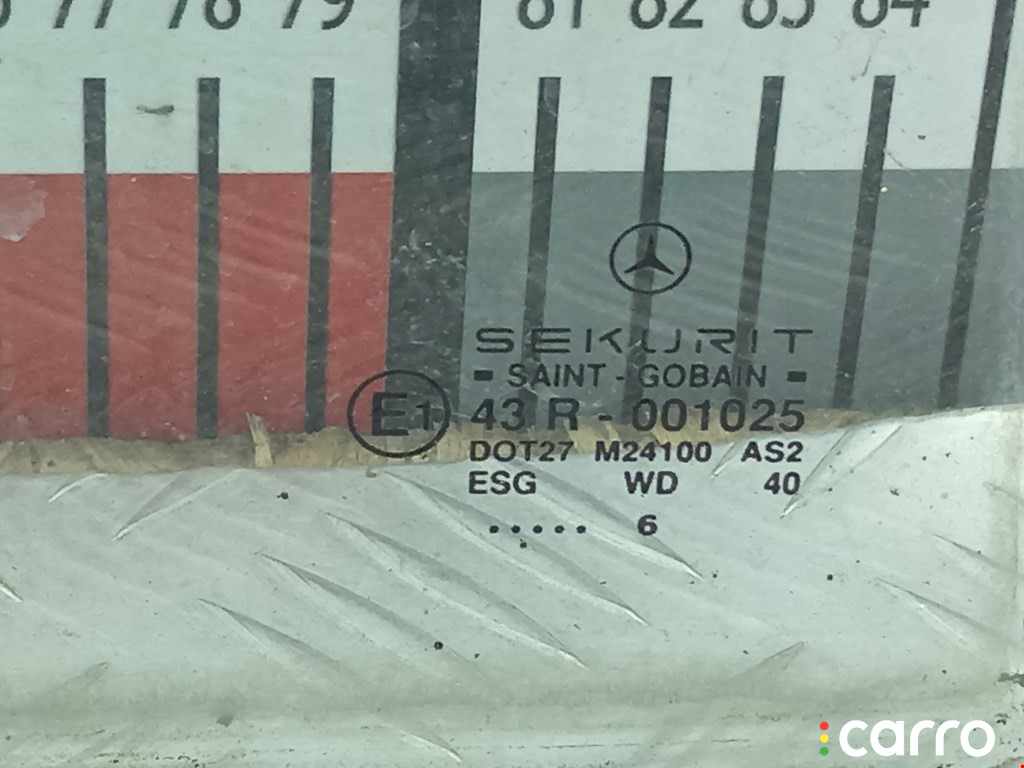 77 78 79 81 82 83 84
SEKURIT
- SAINT - GOBAIN -
E1 43 R - 001025
DOT27 M24100 AS2
ESG WD 40
..... 6
carro